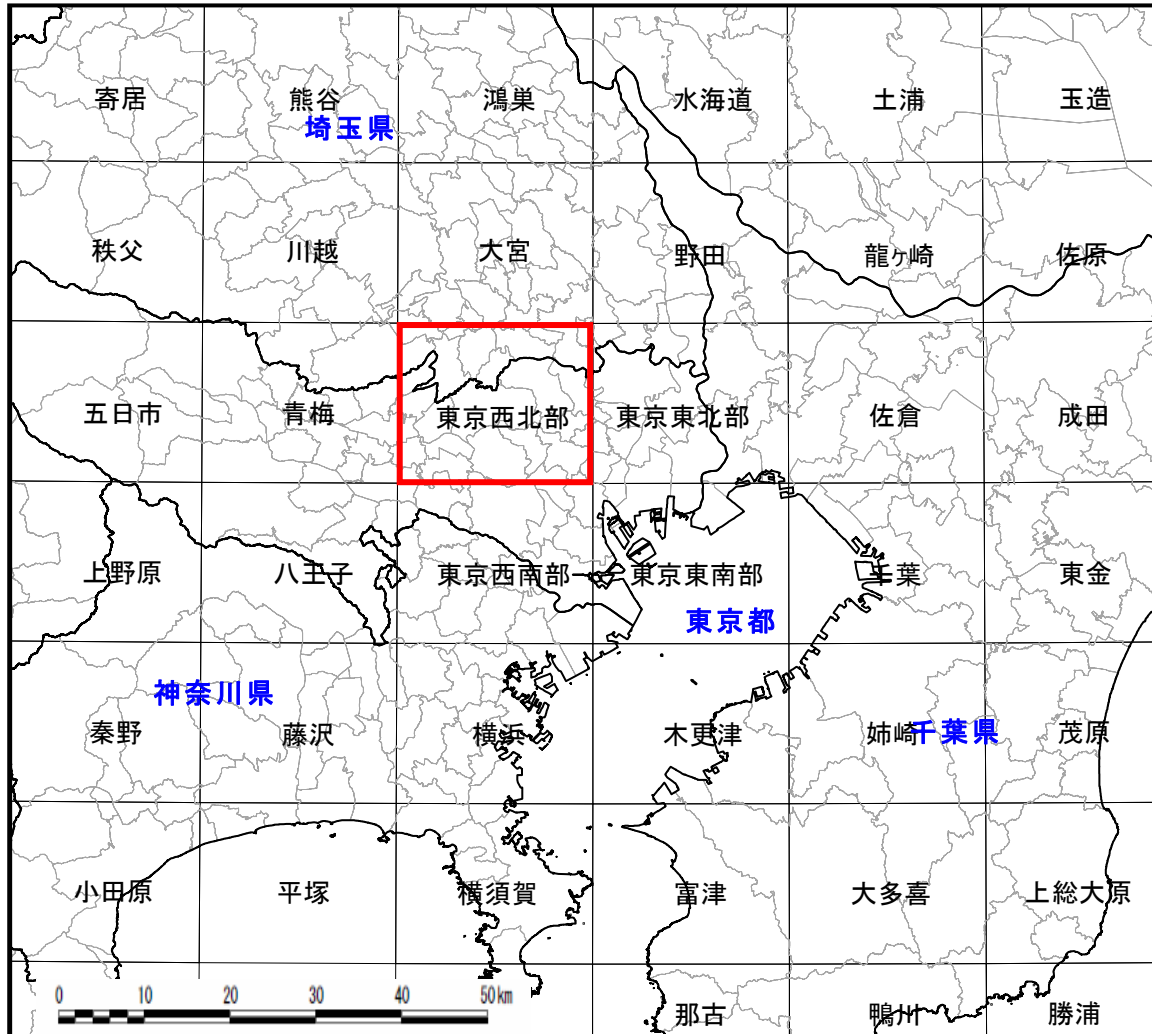 寄居 熊谷 鴻巣 水海道 土浦 玉造
埼玉県
秩父 川越 大宮 野田 龍ヶ崎 佐原
五日市 青梅 東京西北部 東京東北部 佐倉 成田
上野原 八王子 東京西南部 東京東南部 千葉 東金
東京都
神奈川県
秦野 藤沢 横浜 木更津 姉崎 千葉県 茂原
小田原 平塚 横須賀 富津 大多喜 上総大原
0 10 20 30 40 50km
那古 鴨川 勝浦